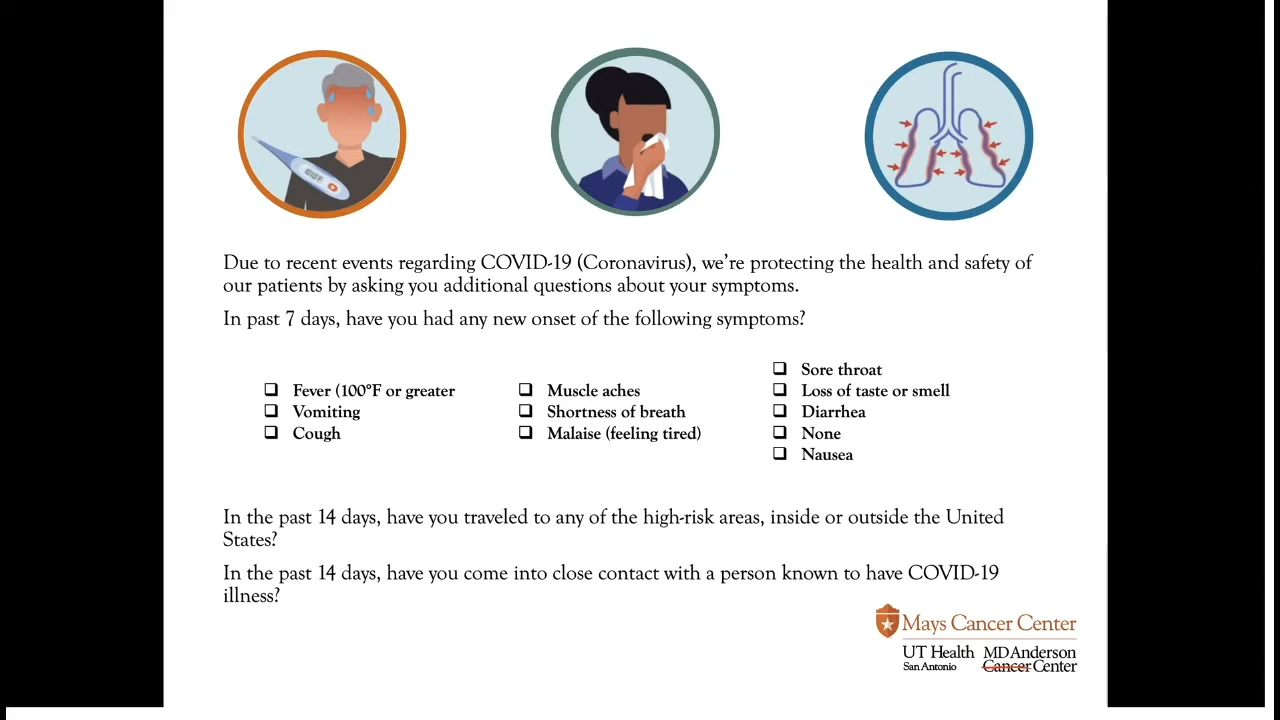 Due to recent events regarding COVID-19 (Coronavirus), we're protecting the health and safety of
our patients by asking you additional questions about your symptoms.
In past 7 days, have you had any new onset of the following symptoms?
Fever (100°F or greater
Vomiting
Cough
Muscle aches
Shortness of breath
Malaise (feeling tired)
Sore throat
Loss of taste or smell
Diarrhea
None
Nausea
In the past 14 days, have you traveled to any of the high-risk areas, inside or outside the United
States?
In the past 14 days, have you come into close contact with a person known to have COVID-19
illness?
Mays Cancer Center
UT Health
San Antonio
MD Anderson
Cancer Center